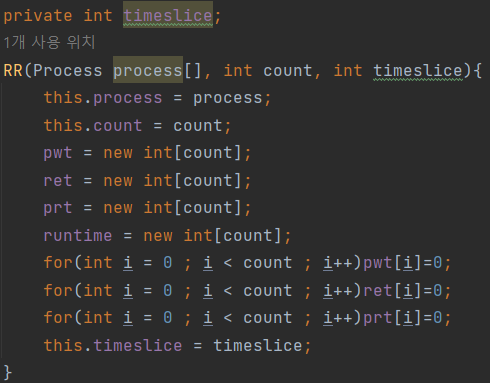 private int timeslice;
1개 사용 위치
RR(Process process[], int count, int timeslice){
this.process = process;
this.count = count;
pwt = new int[count];
ret = new int[count];
prt = new int[count];
runtime = new int[count];
for(int i = 0 ; i < count ; i++)pwt[i]=0;
for(int i = 0 ; i < count ; i++)ret[i]=0;
for(int i = 0 ; i < count ; i++)prt[i]=0;
this.timeslice = timeslice;
}